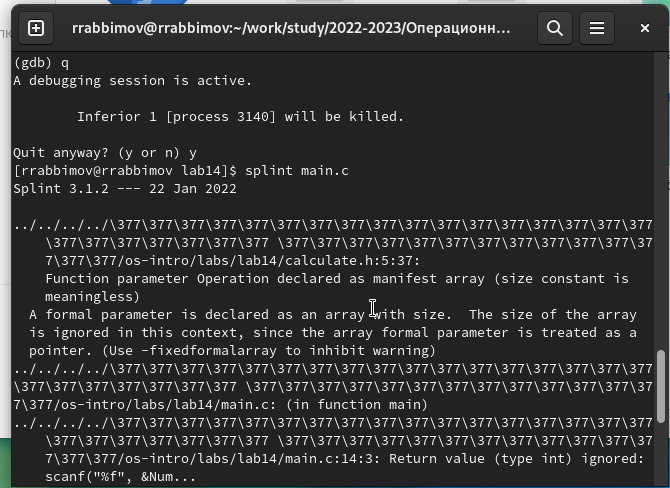 rrabbimov@rrabbimov:~/work/study/2022-2023/Операционн...
(gdb) q
A debugging session is active.
Inferior 1 [process 3140] will be killed.
Quit anyway? (y or n) y
[rrabbimov@rrabbimov lab14]$ splint main.c
Splint 3.1.2 --- 22 Jan 2022
../../../../\377\377\377\377\377\377\377\377\377\377\377\377\377\377\377\377\377
\377\377\377\377\377\377\377 \377\377\377\377\377\377\377\377\377\377\377\377\37
7\377\377/os-intro/labs/lab14/calculate.h:5:37:
Function parameter Operation declared as manifest array (size constant is
meaningless)
A formal parameter is declared as an array with size.  The size of the array
is ignored in this context, since the array formal parameter is treated as a
pointer. (Use -fixedformalarray to inhibit warning)
../../../../\377\377\377\377\377\377\377\377\377\377\377\377\377\377\377\377\377
\377\377\377\377\377\377\377 \377\377\377\377\377\377\377\377\377\377\377\377\37
7\377\377/os-intro/labs/lab14/main.c: (in function main)
../../../../\377\377\377\377\377\377\377\377\377\377\377\377\377\377\377\377\377
\377\377\377\377\377\377\377 \377\377\377\377\377\377\377\377\377\377\377\377\37
7\377\377/os-intro/labs/lab14/main.c:14:3: Return value (type int) ignored:
scanf("%f", &Num...